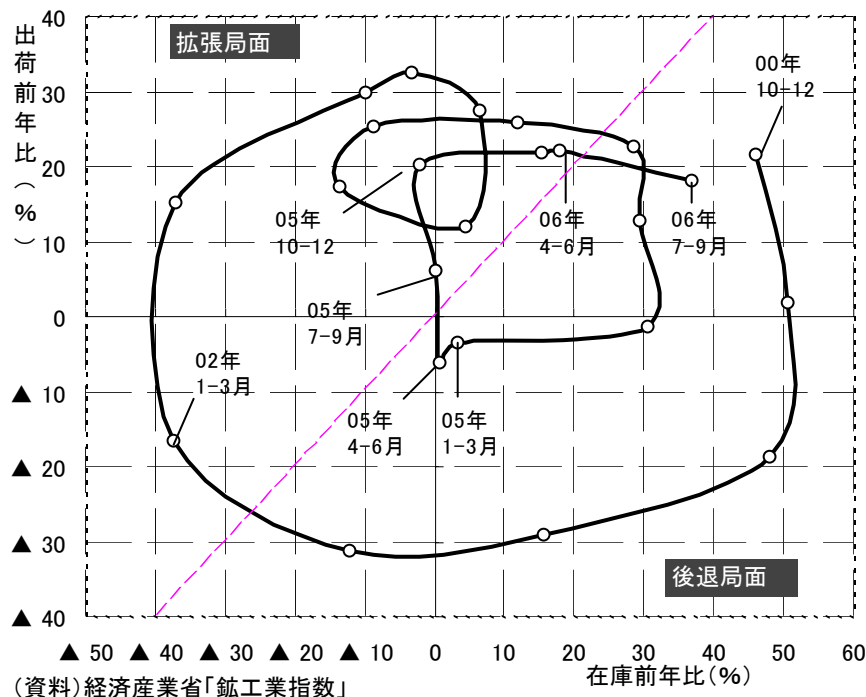 出荷前年比(%)
40
30
20
10
0
▲ 10
▲ 20
▲ 30
▲ 40
拡張局面
00年
10-12
05年
10-12
06年
4-6月
06年
7-9月
05年
7-9月
02年
1-3月
05年
4-6月
05年
1-3月
後退局面
▲ 50 ▲ 40 ▲ 30 ▲ 20 ▲ 10 0 10 20 30 40 50 60
在庫前年比(%)
(資料)経済産業省「鉱工業指数」